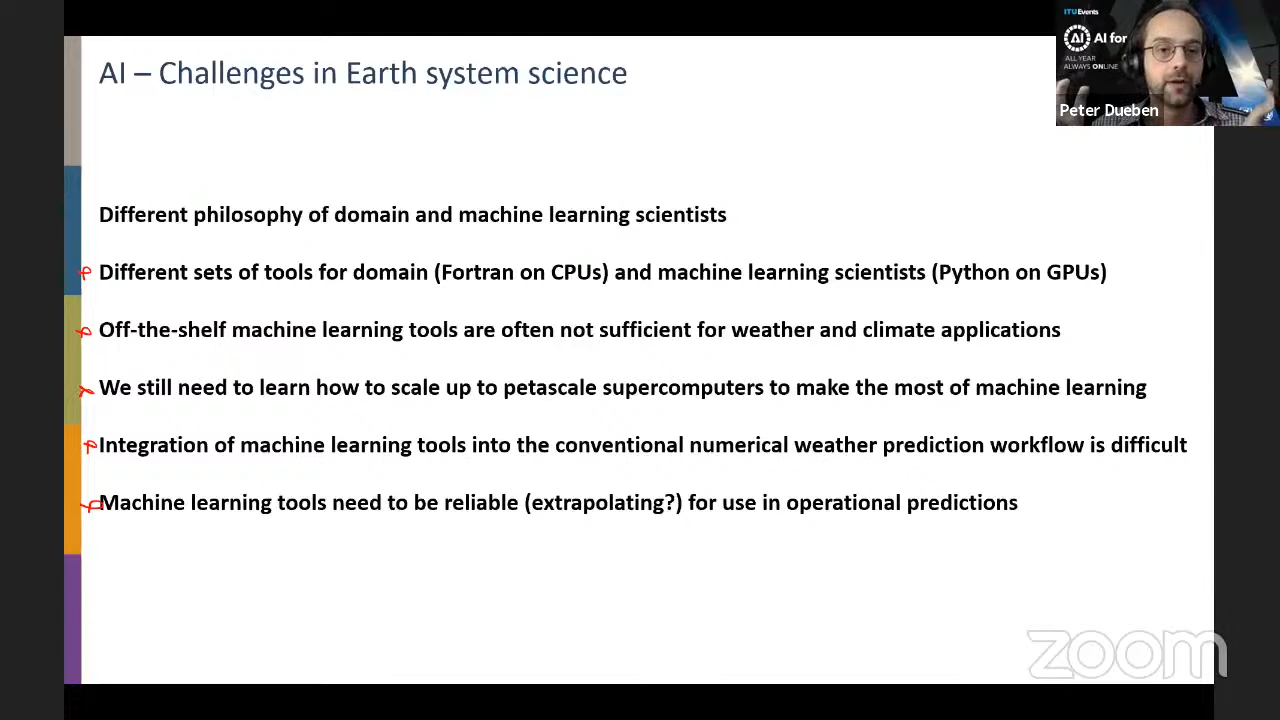 AI – Challenges in Earth system science
ITUEvents
AI AI for
ALL YEAR
ALWAYS ONLINE
Peter Dueben
Different philosophy of domain and machine learning scientists
Different sets of tools for domain (Fortran on CPUs) and machine learning scientists (Python on GPUs)
Off-the-shelf machine learning tools are often not sufficient for weather and climate applications
We still need to learn how to scale up to petascale supercomputers to make the most of machine learning
Integration of machine learning tools into the conventional numerical weather prediction workflow is difficult
Machine learning tools need to be reliable (extrapolating?) for use in operational predictions
zoom